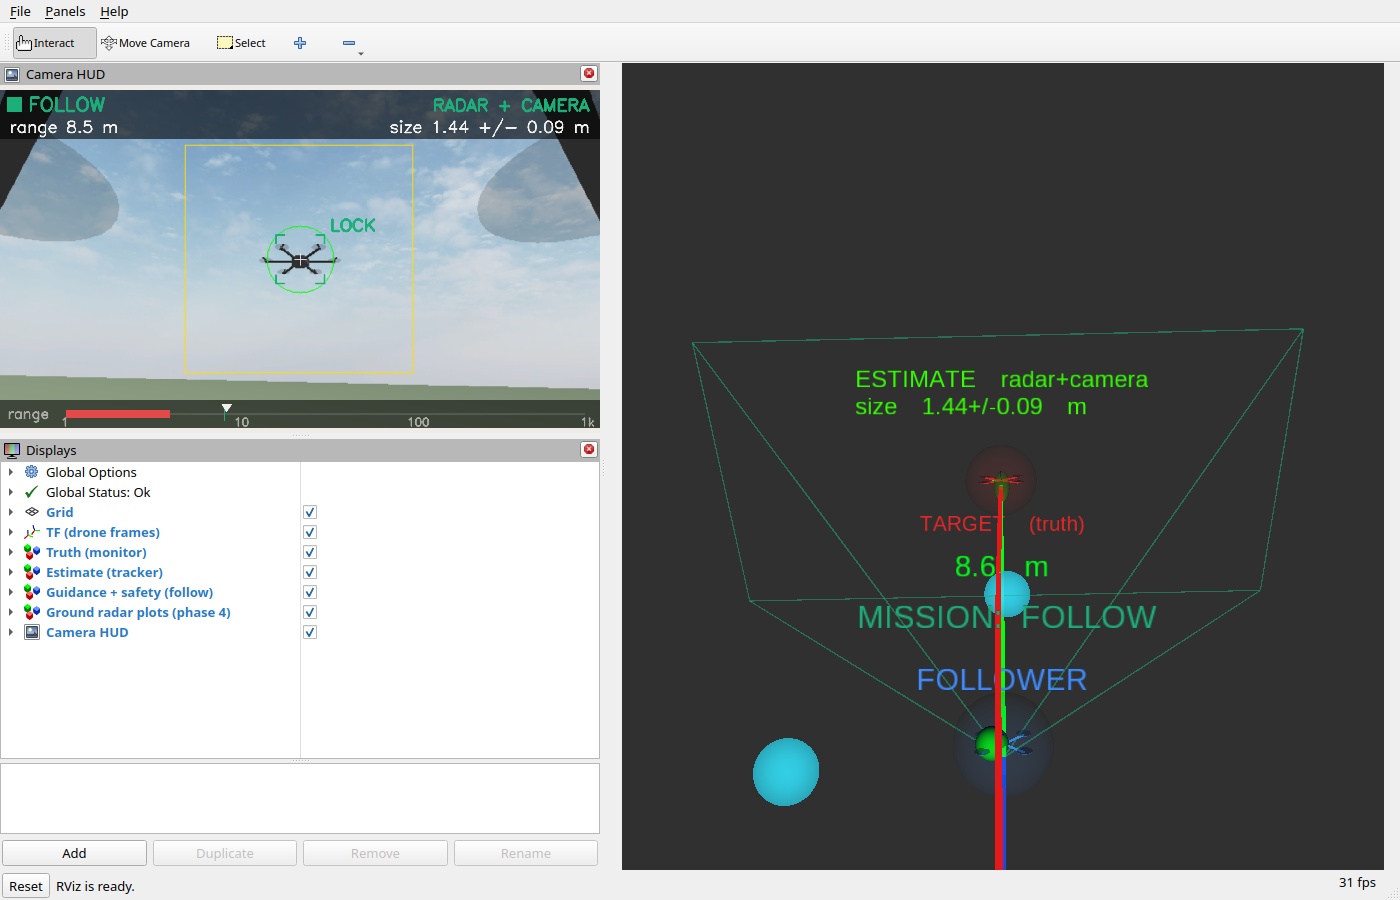 File Panels Help
Interact Move Camera Select
Camera HUD
FOLLOW RADAR + CAMERA
range 8.5 m size 1.44 +/- 0.09 m
LOCK
range 1 10 100 1k
Displays
Global Options
Global Status: Ok
Grid
TF (drone frames)
Truth (monitor)
Estimate (tracker)
Guidance + safety (follow)
Ground radar plots (phase 4)
Camera HUD
Add Duplicate Remove Rename
Reset RViz is ready.
ESTIMATE radar+camera
size 1.44+/-0.09 m
TARGET (truth)
8.6 m
MISSION: FOLLOW
FOLLOWER
31 fps